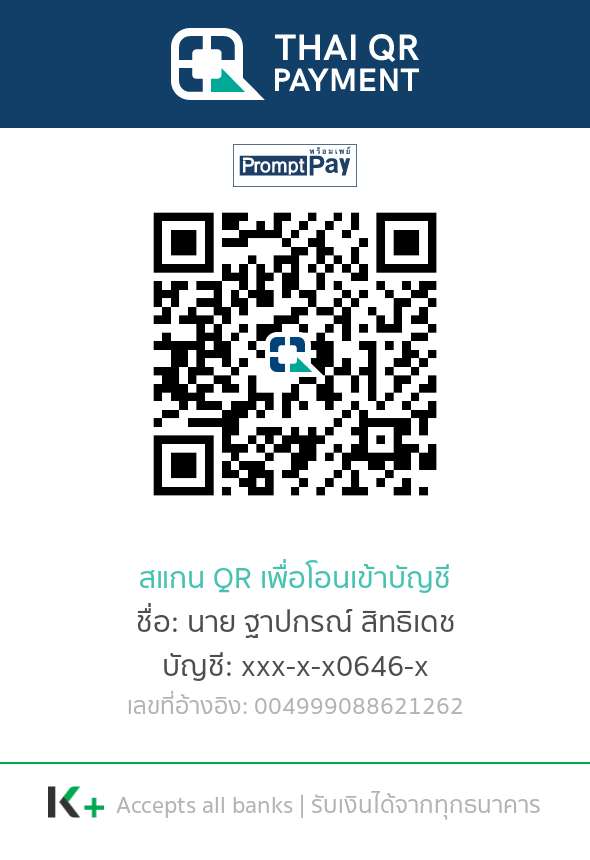 THAI QR
PAYMENT
พร้อมเพย์
PromptPay
สแกน QR เพื่อโอนเข้าบัญชี
ชื่อ: นาย ฐาปกรณ์ สิทธิเดช
บัญชี: xxx-x-x0646-x
เลขที่อ้างอิง: 004999088621262
K+ Accepts all banks | รับเงินได้จากทุกธนาคาร